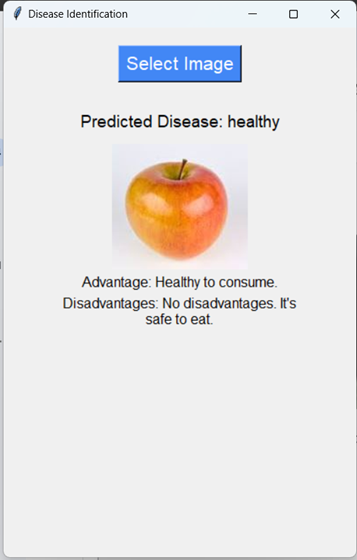 Disease Identification
Select Image
Predicted Disease: healthy
Advantage: Healthy to consume.
Disadvantages: No disadvantages. It's
safe to eat.